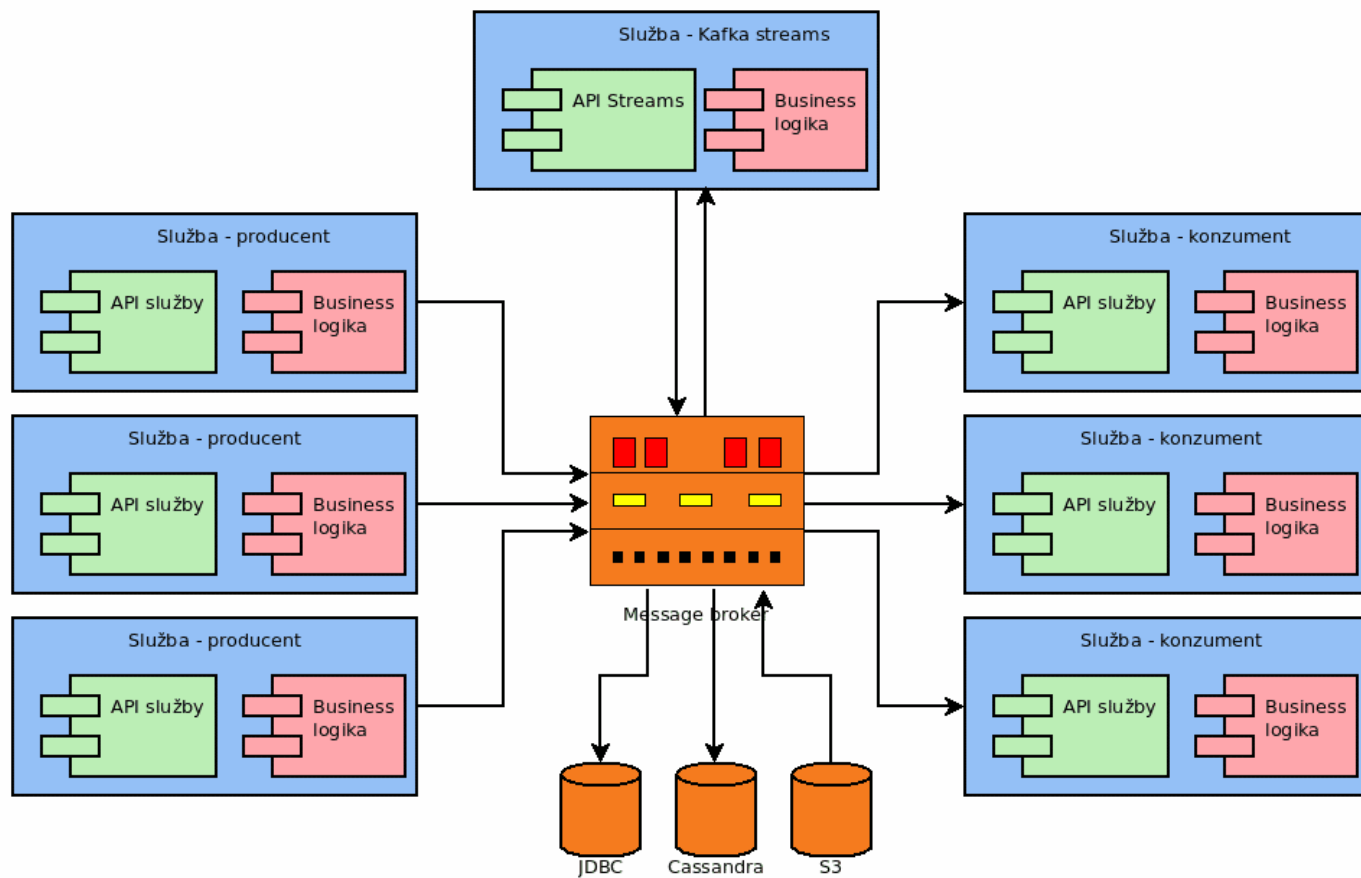 Služba - Kafka streams
API Streams
Business
logika
Služba - producent
API služby
Business
logika
Služba - konzument
API služby
Business
logika
Služba - producent
API služby
Business
logika
Služba - konzument
API služby
Business
logika
Message broker
Služba - producent
API služby
Business
logika
Služba - konzument
API služby
Business
logika
JDBC
Cassandra
S3